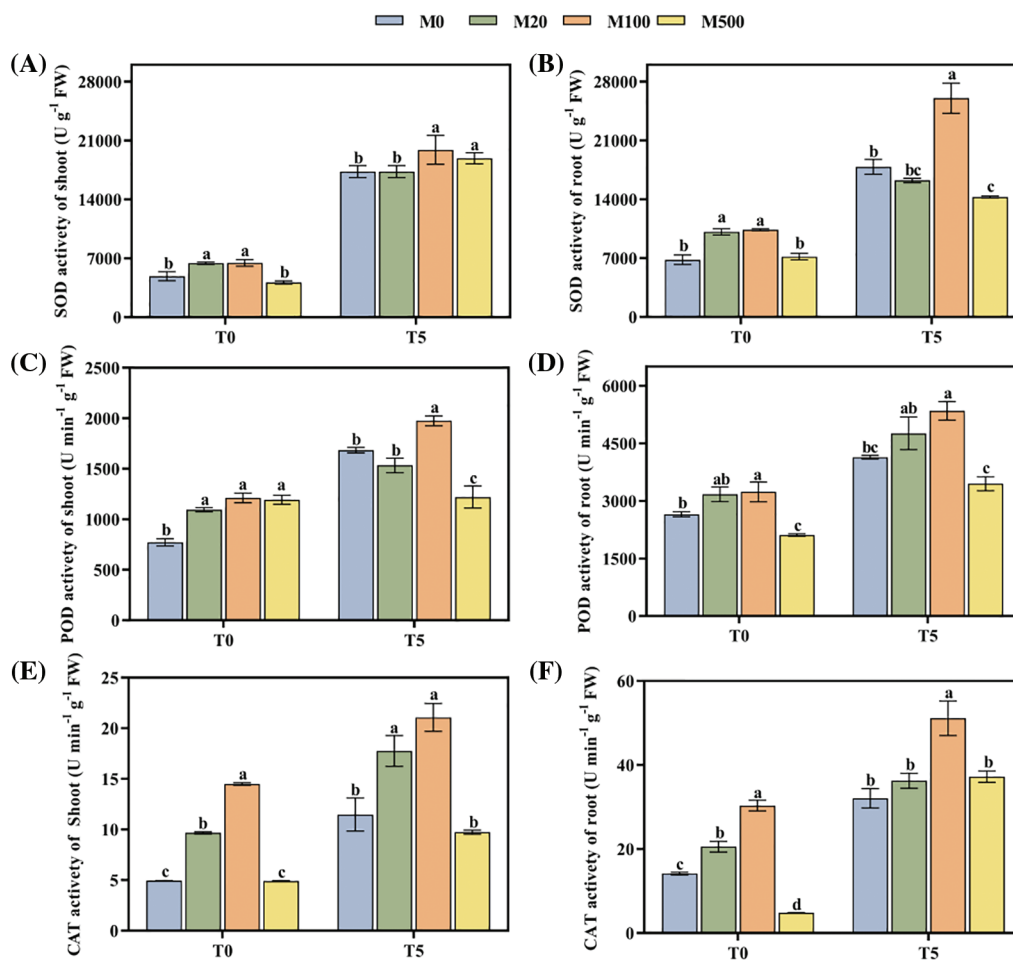 M0 M20 M100 M500
(A)
SOD activety of shoot (U g-1 FW)
28000
21000
14000
7000
0
b a a b
b b a a
T0 T5
(B)
SOD activety of root (U g-1 FW)
28000
21000
14000
7000
0
b a a b
b bc a c
T0 T5
(C)
POD activety of shoot (U min-1 g-1 FW)
2500
2000
1500
1000
500
0
b a a a
b b a c
T0 T5
(D)
POD activety of root (U min-1 g-1 FW)
6000
4500
3000
1500
0
b ab a c
bc ab a c
T0 T5
(E)
CAT activety of Shoot (U min-1 g-1 FW)
25
20
15
10
5
0
c b a c
b a a b
T0 T5
(F)
CAT activety of root (U min-1 g-1 FW)
60
40
20
0
c b a d
b b a b
T0 T5